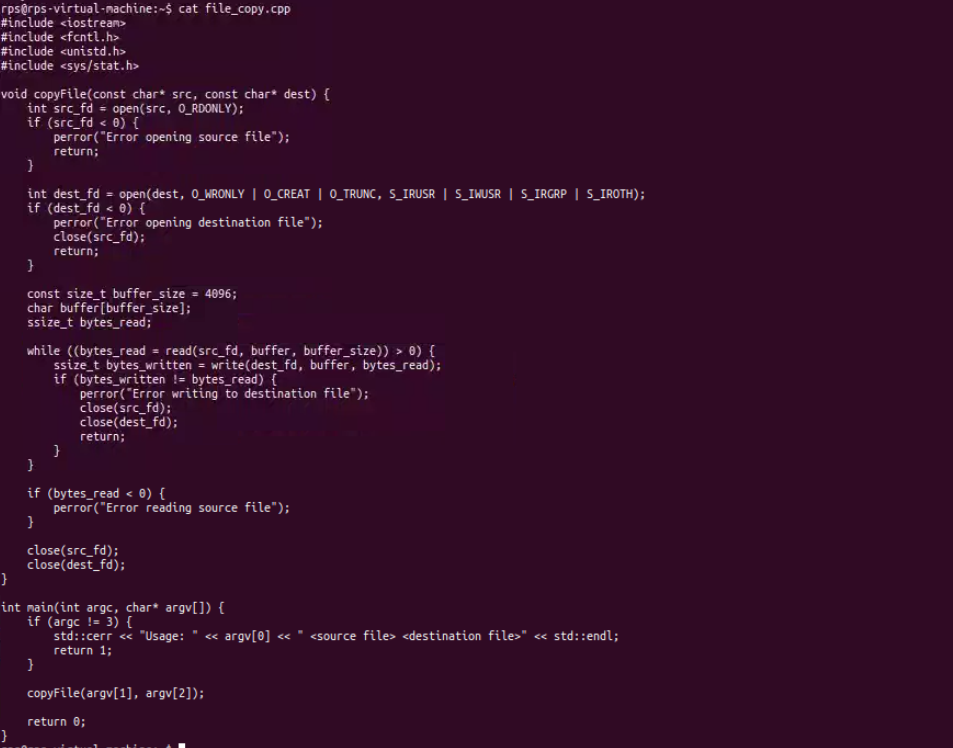 rps@rps-virtual-machine:~$ cat file_copy.cpp
#include <iostream>
#include <fcntl.h>
#include <unistd.h>
#include <sys/stat.h>

void copyFile(const char* src, const char* dest) {
    int src_fd = open(src, O_RDONLY);
    if (src_fd < 0) {
        perror("Error opening source file");
        return;
    }

    int dest_fd = open(dest, O_WRONLY | O_CREAT | O_TRUNC, S_IRUSR | S_IWUSR | S_IRGRP | S_IROTH);
    if (dest_fd < 0) {
        perror("Error opening destination file");
        close(src_fd);
        return;
    }

    const size_t buffer_size = 4096;
    char buffer[buffer_size];
    ssize_t bytes_read;

    while ((bytes_read = read(src_fd, buffer, buffer_size)) > 0) {
        ssize_t bytes_written = write(dest_fd, buffer, bytes_read);
        if (bytes_written != bytes_read) {
            perror("Error writing to destination file");
            close(src_fd);
            close(dest_fd);
            return;
        }
    }

    if (bytes_read < 0) {
        perror("Error reading source file");
    }

    close(src_fd);
    close(dest_fd);
}

int main(int argc, char* argv[]) {
    if (argc != 3) {
        std::cerr << "Usage: " << argv[0] << " <source file> <destination file>" << std::endl;
        return 1;
    }

    copyFile(argv[1], argv[2]);

    return 0;
}